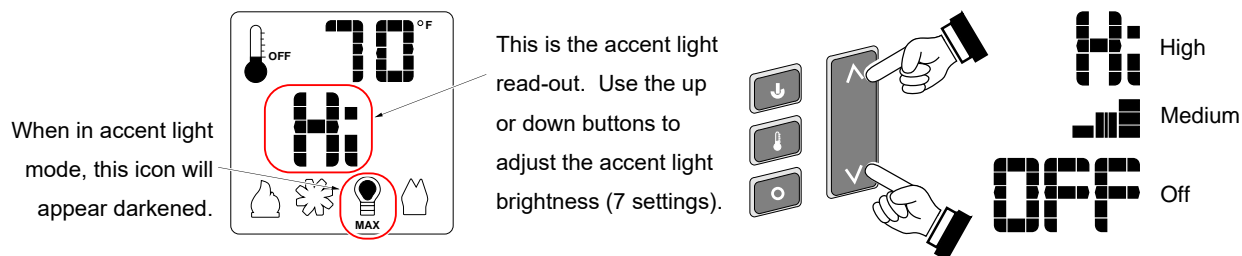 70°F
OFF
Hi
MAX
When in accent light
mode, this icon will
appear darkened.
This is the accent light
read-out. Use the up
or down buttons to
adjust the accent light
brightness (7 settings).
Hi High
Medium
OFF Off